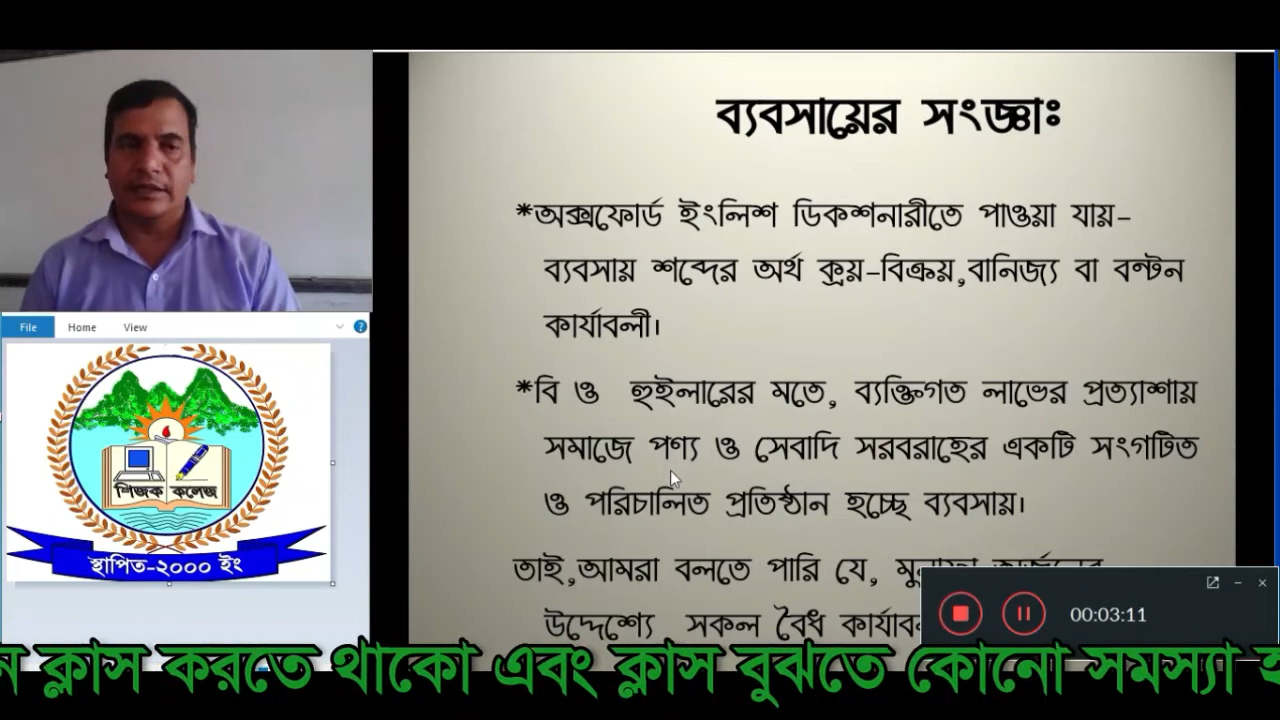 ব্যবসায়ের সংজ্ঞাঃ
*অক্সফোর্ড ইংলিশ ডিকশনারীতে পাওয়া যায়-
ব্যবসায় শব্দের অর্থ ক্রয়-বিক্রয়,বানিজ্য বা বন্টন
কার্যাবলী।
*বি ও হুইলারের মতে, ব্যক্তিগত লাভের প্রত্যাশায়
সমাজে পণ্য ও সেবাদি সরবরাহের একটি সংগটিত
ও পরিচালিত প্রতিষ্ঠান হচ্ছে ব্যবসায়।
তাই,আমরা বলতে পারি যে,
উদ্দেশ্যে সকল বৈধ
File Home View
শিজক কলেজ
স্থাপিত-২০০০ ইং
00:03:11
ক্লাস করতে থাকো এবং ক্লাস বুঝতে কোনো সমস্যা